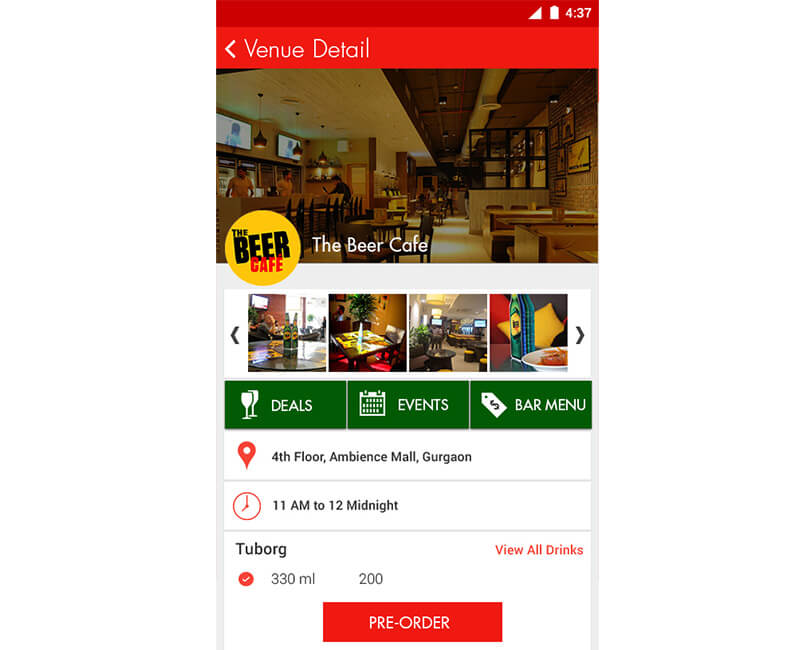 4:37
Venue Detail
THE
BEER
CAFE
The Beer Cafe
DEALS
EVENTS
BAR MENU
4th Floor, Ambience Mall, Gurgaon
11 AM to 12 Midnight
Tuborg
View All Drinks
330 ml 200
PRE-ORDER